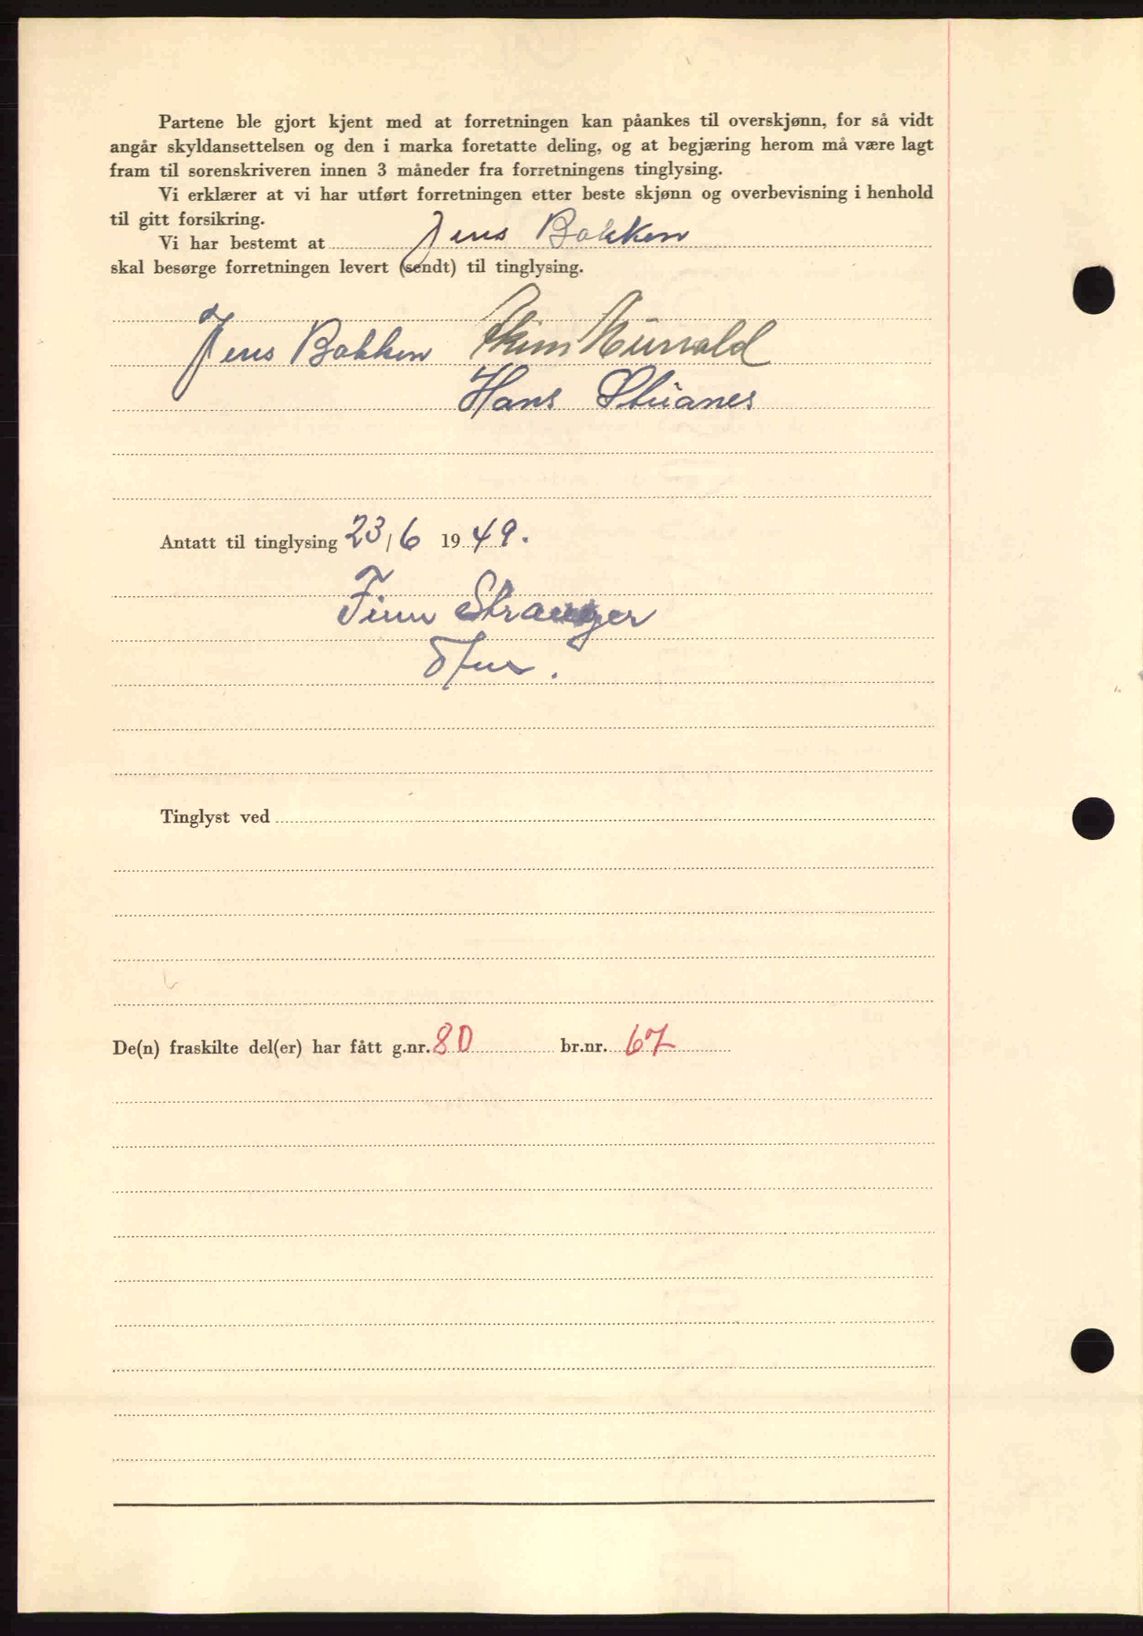 Partene ble gjort kjent med at forretningen kan påankes til overskjønn, for så vidt
angår skyldansettelsen og den i marka foretatte deling, og at begjæring herom må være lagt
fram til sorenskriveren innen 3 måneder fra forretningens tinglysing.
Vi erklærer at vi har utført forretningen etter beste skjønn og overbevisning i henhold
til gitt forsikring.
Vi har bestemt at Jens Bakken
skal besørge forretningen levert (sendt) til tinglysing.
Jens Bakken
Hans Stuanes
Antatt til tinglysing 23/6 1949.
Finn Stranger
Tinglyst ved
De(n) fraskilte del(er) har fått g.nr. 80 br.nr. 67